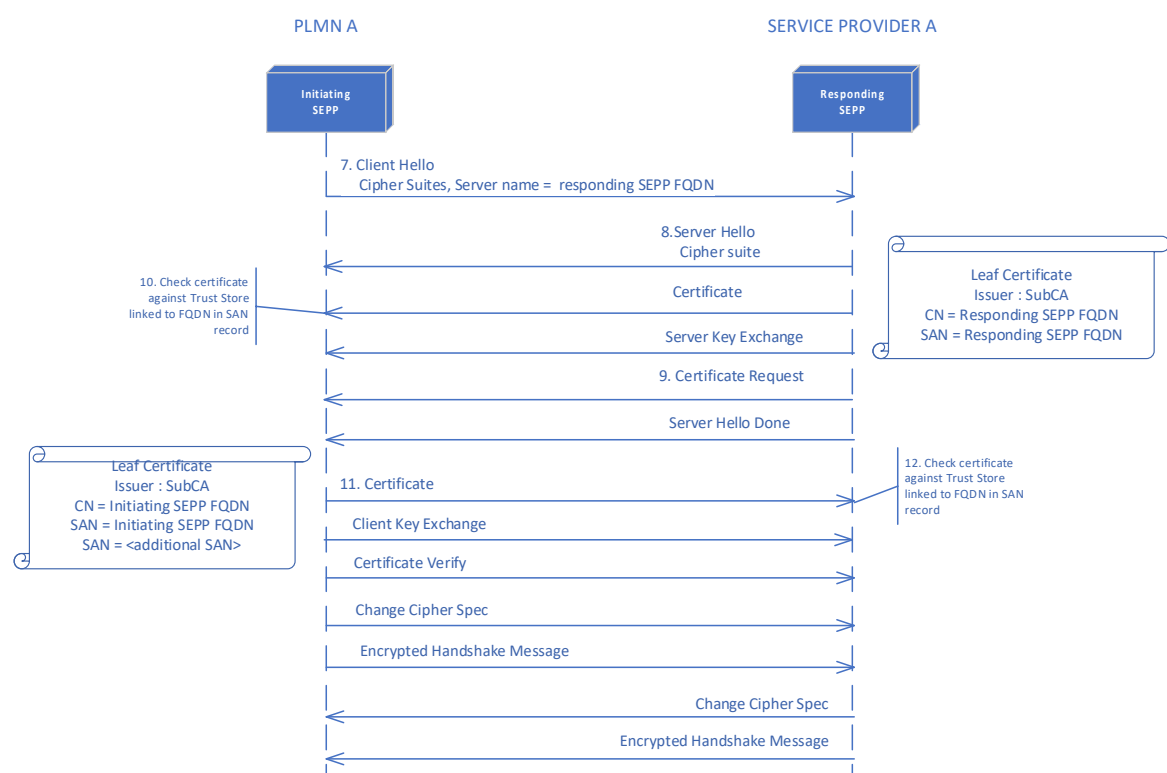 PLMN A
SERVICE PROVIDER A
Initiating
SEPP
Responding
SEPP
7. Client Hello
Cipher Suites, Server name = responding SEPP FQDN
8.Server Hello
Cipher suite
Leaf Certificate
Issuer : SubCA
CN = Responding SEPP FQDN
SAN = Responding SEPP FQDN
10. Check certificate
against Trust Store
linked to FQDN in SAN
record
Certificate
Server Key Exchange
9. Certificate Request
Server Hello Done
Leaf Certificate
Issuer : SubCA
CN = Initiating SEPP FQDN
SAN = Initiating SEPP FQDN
SAN = <additional SAN>
11. Certificate
12. Check certificate
against Trust Store
linked to FQDN in SAN
record
Client Key Exchange
Certificate Verify
Change Cipher Spec
Encrypted Handshake Message
Change Cipher Spec
Encrypted Handshake Message